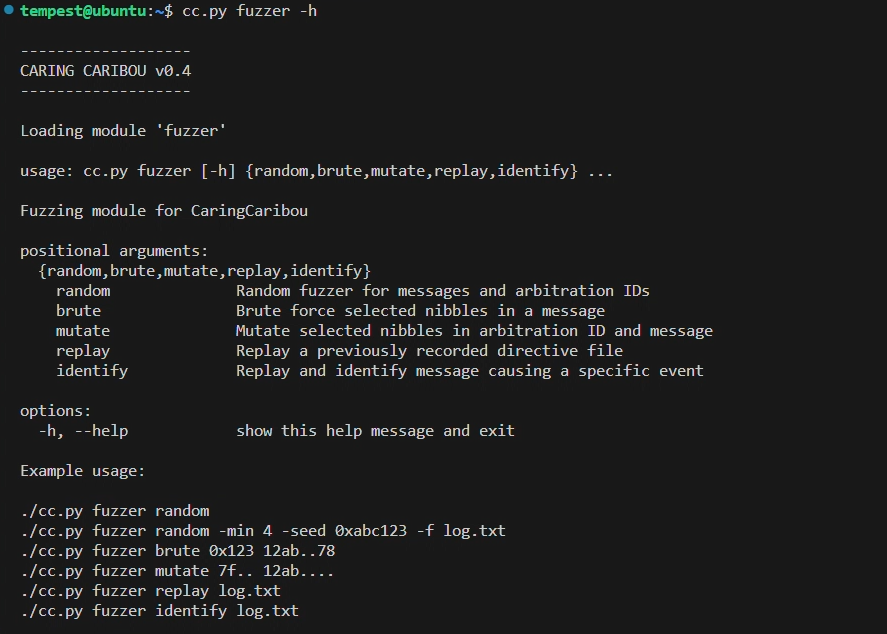 tempest@ubuntu:~$ cc.py fuzzer -h
-------------------
CARING CARIBOU v0.4
-------------------
Loading module 'fuzzer'
usage: cc.py fuzzer [-h] {random,brute,mutate,replay,identify} ...
Fuzzing module for CaringCaribou
positional arguments:
  {random,brute,mutate,replay,identify}
    random              Random fuzzer for messages and arbitration IDs
    brute               Brute force selected nibbles in a message
    mutate              Mutate selected nibbles in arbitration ID and message
    replay              Replay a previously recorded directive file
    identify            Replay and identify message causing a specific event
options:
  -h, --help            show this help message and exit
Example usage:
./cc.py fuzzer random
./cc.py fuzzer random -min 4 -seed 0xabc123 -f log.txt
./cc.py fuzzer brute 0x123 12ab..78
./cc.py fuzzer mutate 7f.. 12ab....
./cc.py fuzzer replay log.txt
./cc.py fuzzer identify log.txt